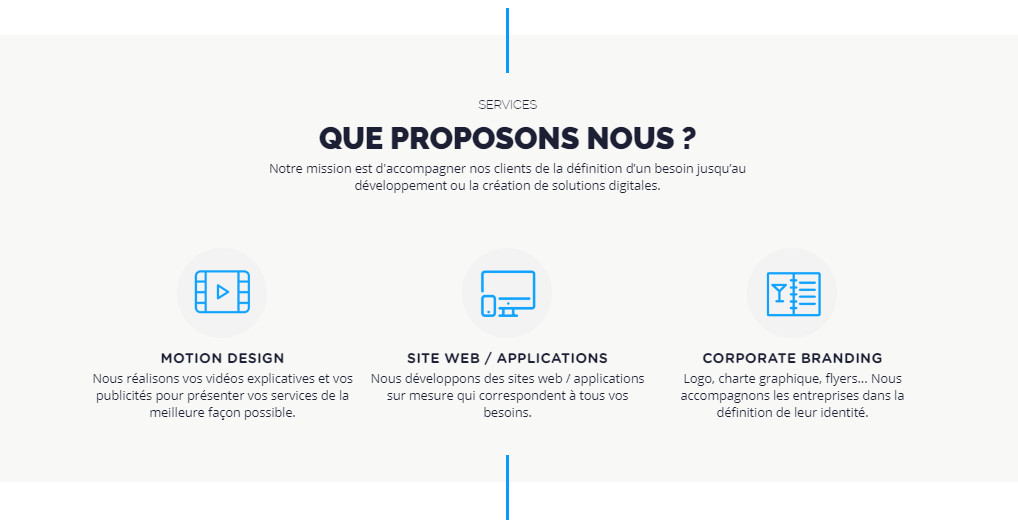 SERVICES
QUE PROPOSONS NOUS ?
Notre mission est d'accompagner nos clients de la définition d’un besoin jusqu’au
développement ou la création de solutions digitales.
MOTION DESIGN
Nous réalisons vos vidéos explicatives et vos
publicités pour présenter vos services de la
meilleure façon possible.
SITE WEB / APPLICATIONS
Nous développons des sites web / applications
sur mesure qui correspondent à tous vos
besoins.
CORPORATE BRANDING
Logo, charte graphique, flyers... Nous
accompagnons les entreprises dans la
définition de leur identité.